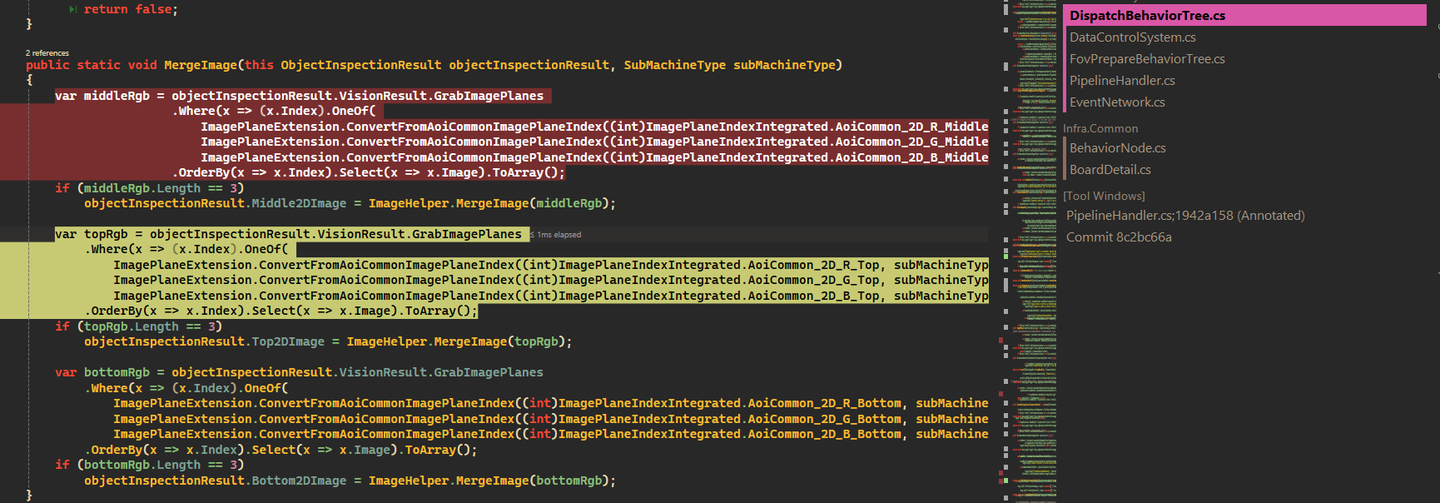 return false;
}
2 references
public static void MergeImage(this ObjectInspectionResult objectInspectionResult, SubMachineType subMachineType)
{
var middleRgb = objectInspectionResult.VisionResult.GrabImagePlanes
.Where(x => (x.Index).OneOf(
ImagePlaneExtension.ConvertFromAoiCommonImagePlaneIndex((int)ImagePlaneIndexIntegrated.AoiCommon_2D_R_Middle
ImagePlaneExtension.ConvertFromAoiCommonImagePlaneIndex((int)ImagePlaneIndexIntegrated.AoiCommon_2D_G_Middle
ImagePlaneExtension.ConvertFromAoiCommonImagePlaneIndex((int)ImagePlaneIndexIntegrated.AoiCommon_2D_B_Middle
.OrderBy(x => x.Index).Select(x => x.Image).ToArray();
if (middleRgb.Length == 3)
objectInspectionResult.Middle2DImage = ImageHelper.MergeImage(middleRgb);
var topRgb = objectInspectionResult.VisionResult.GrabImagePlanes ≤ 1ms elapsed
.Where(x => (x.Index).OneOf(
ImagePlaneExtension.ConvertFromAoiCommonImagePlaneIndex((int)ImagePlaneIndexIntegrated.AoiCommon_2D_R_Top, subMachineTyp
ImagePlaneExtension.ConvertFromAoiCommonImagePlaneIndex((int)ImagePlaneIndexIntegrated.AoiCommon_2D_G_Top, subMachineTyp
ImagePlaneExtension.ConvertFromAoiCommonImagePlaneIndex((int)ImagePlaneIndexIntegrated.AoiCommon_2D_B_Top, subMachineTyp
.OrderBy(x => x.Index).Select(x => x.Image).ToArray();
if (topRgb.Length == 3)
objectInspectionResult.Top2DImage = ImageHelper.MergeImage(topRgb);
var bottomRgb = objectInspectionResult.VisionResult.GrabImagePlanes
.Where(x => (x.Index).OneOf(
ImagePlaneExtension.ConvertFromAoiCommonImagePlaneIndex((int)ImagePlaneIndexIntegrated.AoiCommon_2D_R_Bottom, subMachine
ImagePlaneExtension.ConvertFromAoiCommonImagePlaneIndex((int)ImagePlaneIndexIntegrated.AoiCommon_2D_G_Bottom, subMachine
ImagePlaneExtension.ConvertFromAoiCommonImagePlaneIndex((int)ImagePlaneIndexIntegrated.AoiCommon_2D_B_Bottom, subMachine
.OrderBy(x => x.Index).Select(x => x.Image).ToArray();
if (bottomRgb.Length == 3)
objectInspectionResult.Bottom2DImage = ImageHelper.MergeImage(bottomRgb);
}
DispatchBehaviorTree.cs
DataControlSystem.cs
FovPrepareBehaviorTree.cs
PipelineHandler.cs
EventNetwork.cs
Infra.Common
BehaviorNode.cs
BoardDetail.cs
[Tool Windows]
PipelineHandler.cs;1942a158 (Annotated)
Commit 8c2bc66a